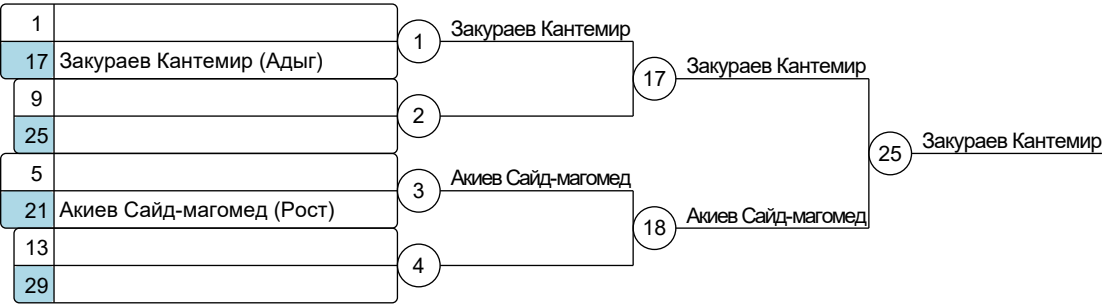 1
17 Закураев Кантемир (Адыг)
9
25
5
21 Акиев Сайд-магомед (Рост)
13
29
1
2
3
4
Закураев Кантемир
Акиев Сайд-магомед
17
18
Закураев Кантемир
Акиев Сайд-магомед
25
Закураев Кантемир